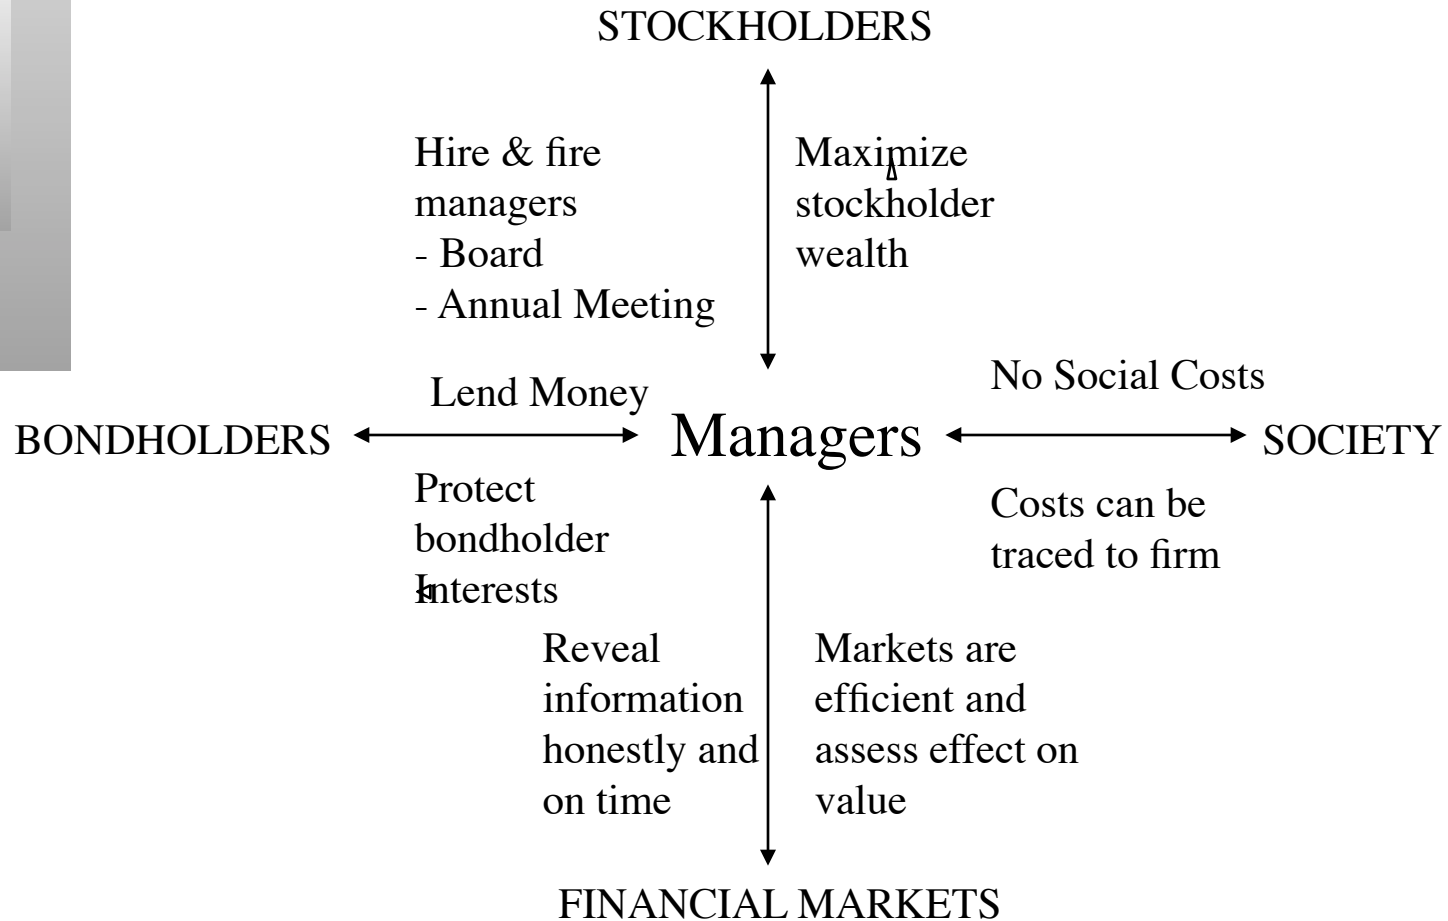 STOCKHOLDERS
Hire & fire
managers
- Board
- Annual Meeting
Maximize
stockholder
wealth
Lend Money
No Social Costs
BONDHOLDERS
Managers
SOCIETY
Protect
bondholder
Interests
Costs can be
traced to firm
Reveal
information
honestly and
on time
Markets are
efficient and
assess effect on
value
FINANCIAL MARKETS